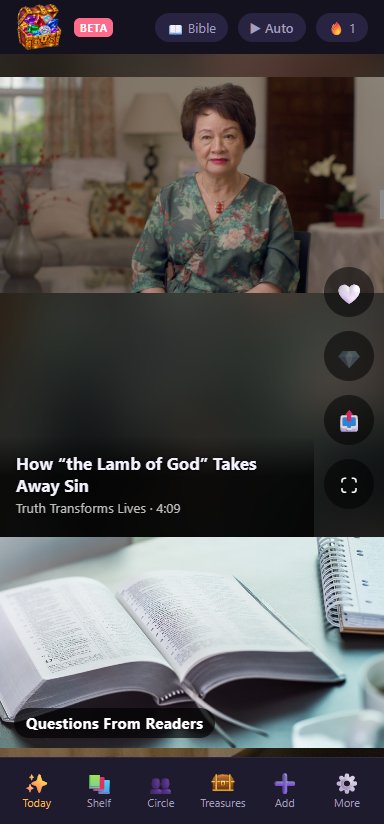 BETA
Bible
Auto
1
How “the Lamb of God” Takes
Away Sin
Truth Transforms Lives · 4:09
Questions From Readers
Today
Shelf
Circle
Treasures
Add
More